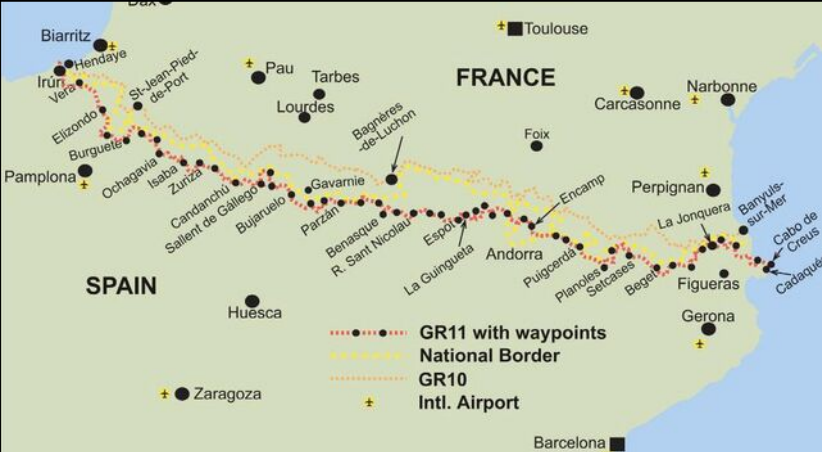 Dax
Biarritz
Hendaye
Irún
Vera
St-Jean-Pied-
de-Port
Elizondo
Burguete
Pamplona
Ochagavia
Isaba
Zuriza
Candanchú
Sallent de Gállego
Bujaruelo
Gavarnie
Parzán
Benasque
R. Sant Nicolau
Espot
La Guingueta
Pau
Tarbes
Lourdes
Bagnères
-de-Luchon
Toulouse
FRANCE
Carcasonne
Narbonne
Foix
Encamp
Andorra
Puigcerdá
Planoles
Setcases
Beget
Perpignan
La Jonquera
Banyuls-
sur-Mer
Cabo de
Creus
Cadaqués
Figueras
Gerona
SPAIN
Huesca
Zaragoza
Barcelona
GR11 with waypoints
National Border
GR10
Intl. Airport